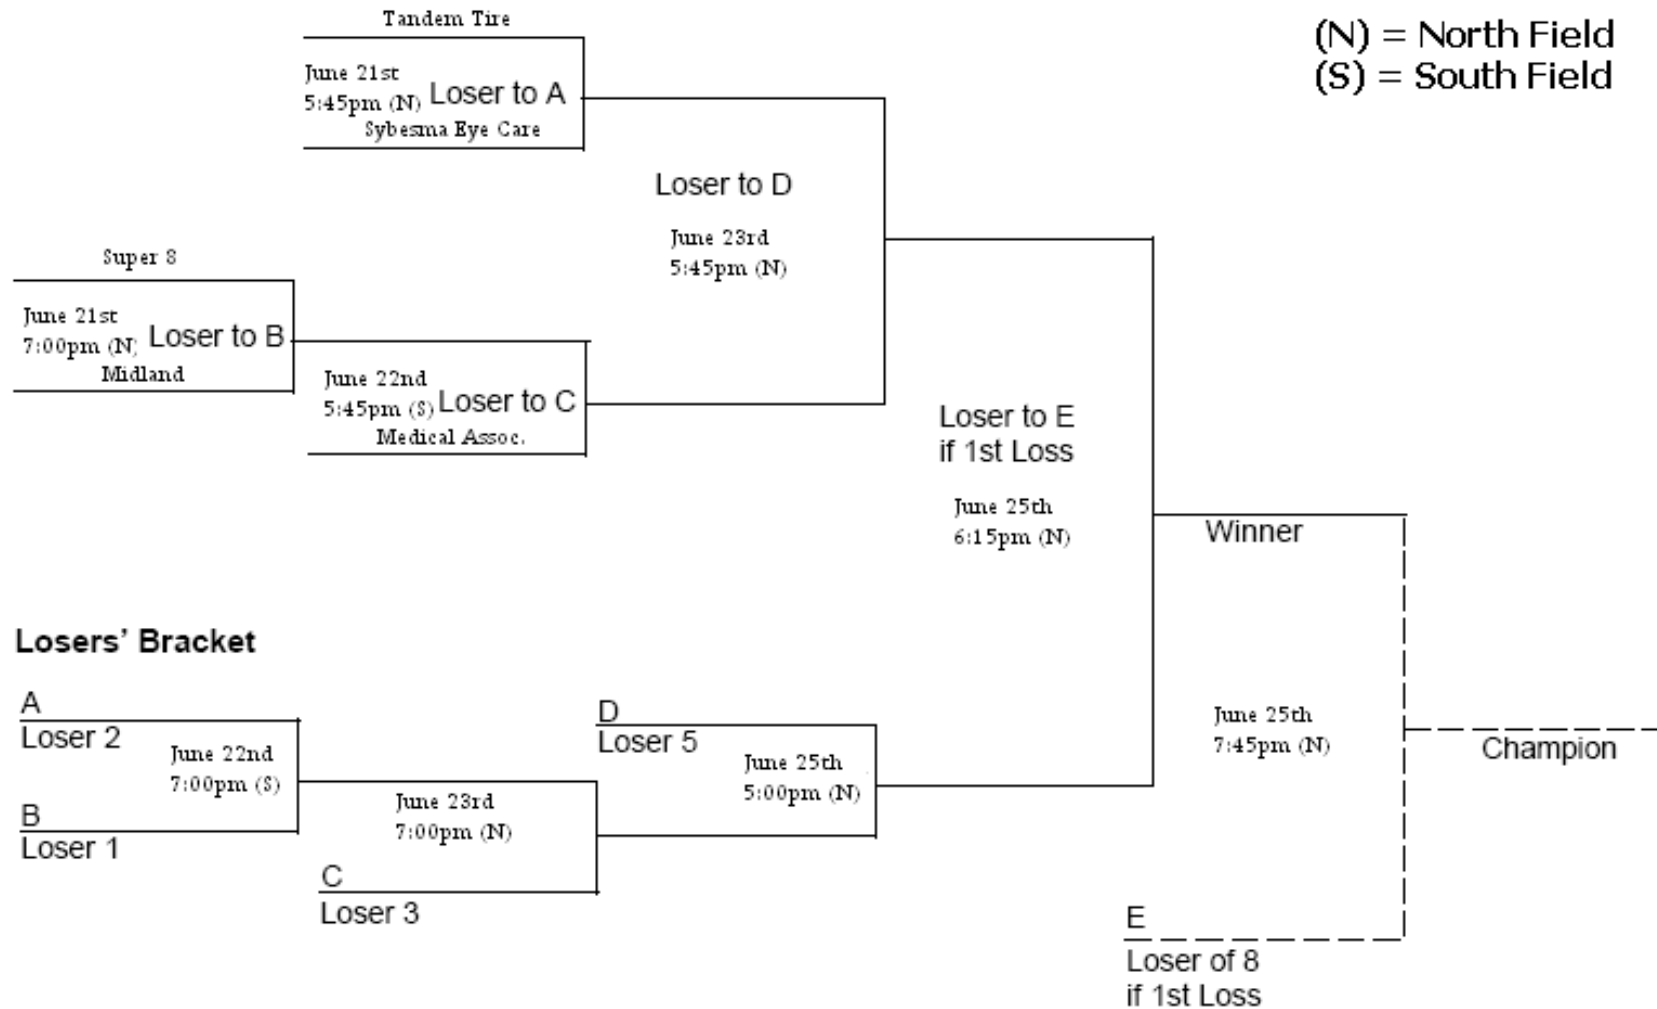 Tandem Tire
(N) = North Field
(S) = South Field
June 21st
5:45pm (N) Loser to A
Sybesma Eye Care
Loser to D
June 23rd
5:45pm (N)
Super 8
June 21st
7:00pm (N) Loser to B
Midland
June 22nd
5:45pm (S) Loser to C
Medical Assoc.
Loser to E
if 1st Loss
June 25th
6:15pm (N)
Winner
Losers’ Bracket
A
Loser 2
June 22nd
7:00pm (S)
B
Loser 1
June 23rd
7:00pm (N)
C
Loser 3
D
Loser 5
June 25th
5:00pm (N)
June 25th
7:45pm (N)
Champion
E
Loser of 8
if 1st Loss